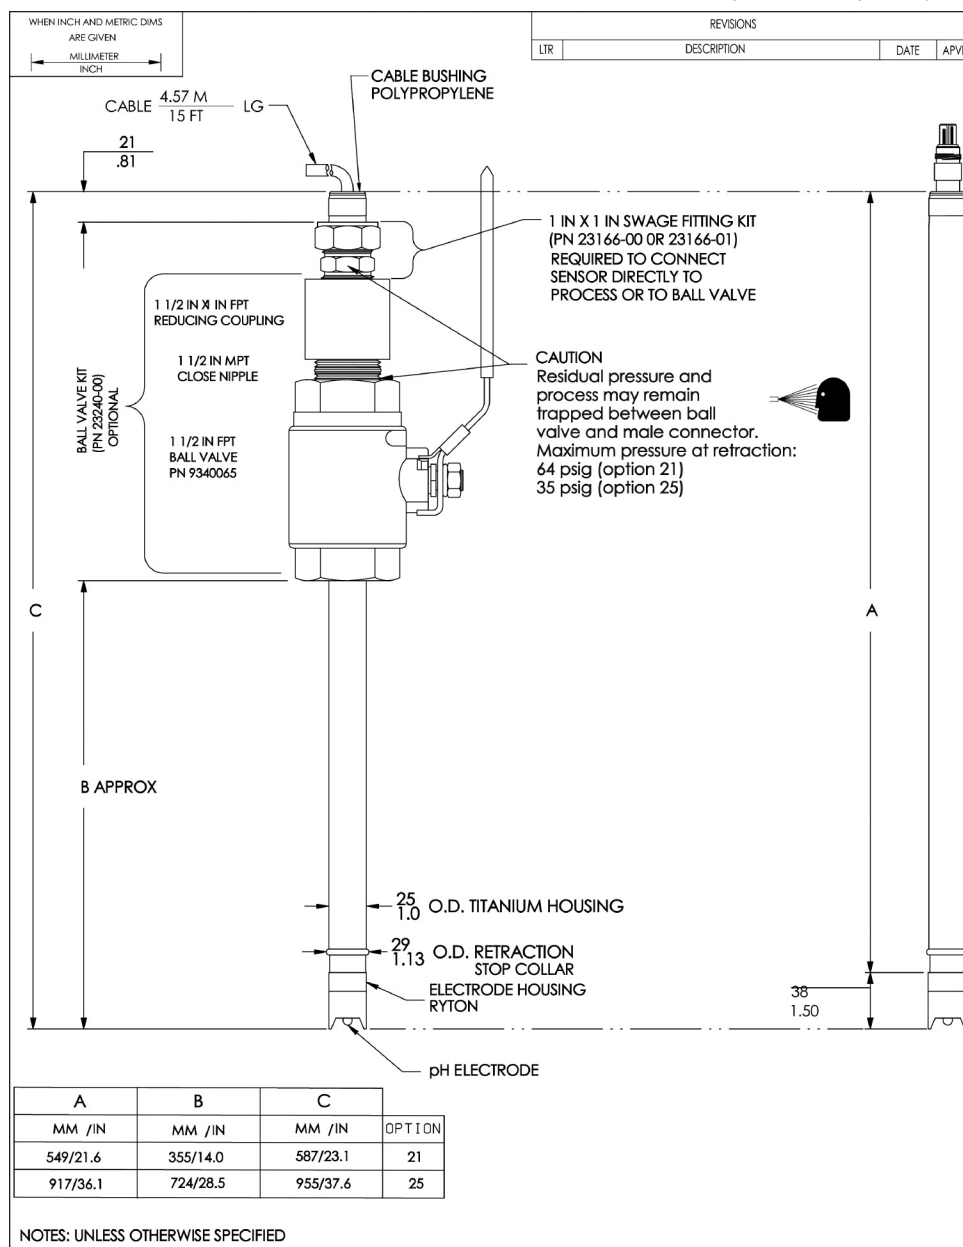 WHEN INCH AND METRIC DIMS
ARE GIVEN
MILLIMETER
INCH
REVISIONS
LTR DESCRIPTION DATE
CABLE BUSHING
POLYPROPYLENE
CABLE 4.57 M LG
15 FT
21
.81
1 IN X 1 IN SWAGE FITTING KIT
(PN 23166-00 0R 23166-01)
REQUIRED TO CONNECT
SENSOR DIRECTLY TO
PROCESS OR TO BALL VALVE
1 1/2 IN X 1 IN FPT
REDUCING COUPLING
1 1/2 IN MPT
CLOSE NIPPLE
BALL VALVE KIT
(PN 23240-00)
OPTIONAL
1 1/2 IN FPT
BALL VALVE
PN 9340065
CAUTION
Residual pressure and
process may remain
trapped between ball
valve and male connector.
Maximum pressure at retraction:
64 psig (option 21)
35 psig (option 25)
C
A
B APPROX
25
1.0
O.D. TITANIUM HOUSING
29
1.13
O.D. RETRACTION
STOP COLLAR
ELECTRODE HOUSING
RYTON
38
1.50
pH ELECTRODE
A B C
MM /IN MM /IN MM /IN OPTION
549/21.6 355/14.0 587/23.1 21
917/36.1 724/28.5 955/37.6 25
NOTES: UNLESS OTHERWISE SPECIFIED